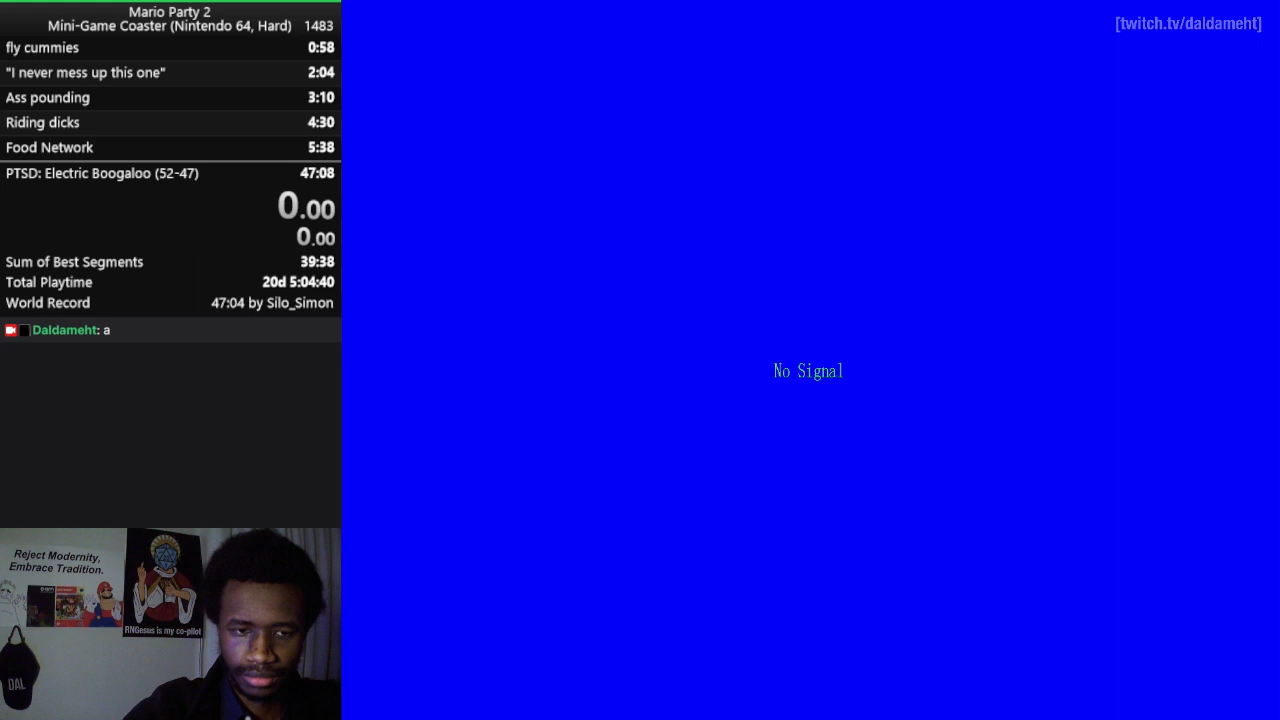 Mario Party 2
Mini-Game Coaster (Nintendo 64, Hard) 1483
fly cummies 0:58
"I never mess up this one" 2:04
Ass pounding 3:10
Riding dicks 4:30
Food Network 5:38
PTSD: Electric Boogaloo (52-47) 47:08
0.00
0.00
Sum of Best Segments 39:38
Total Playtime 20d 5:04:40
World Record 47:04 by Silo_Simon
Daldameht: a
[twitch.tv/daldameht]
No Signal
Reject Modernity,
Embrace Tradition.
RNGesus is my co-pilot
DAL